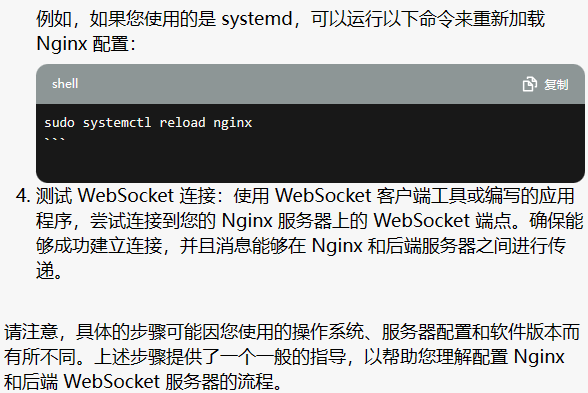 例如，如果您使用的是 systemd，可以运行以下命令来重新加载
Nginx 配置：
shell 复制
sudo systemctl reload nginx
```
4. 测试 WebSocket 连接：使用 WebSocket 客户端工具或编写的应用
程序，尝试连接到您的 Nginx 服务器上的 WebSocket 端点。确保能
够成功建立连接，并且消息能够在 Nginx 和后端服务器之间进行传
递。
请注意，具体的步骤可能因您使用的操作系统、服务器配置和软件版本而
有所不同。上述步骤提供了一个一般的指导，以帮助您理解配置 Nginx
和后端 WebSocket 服务器的流程。